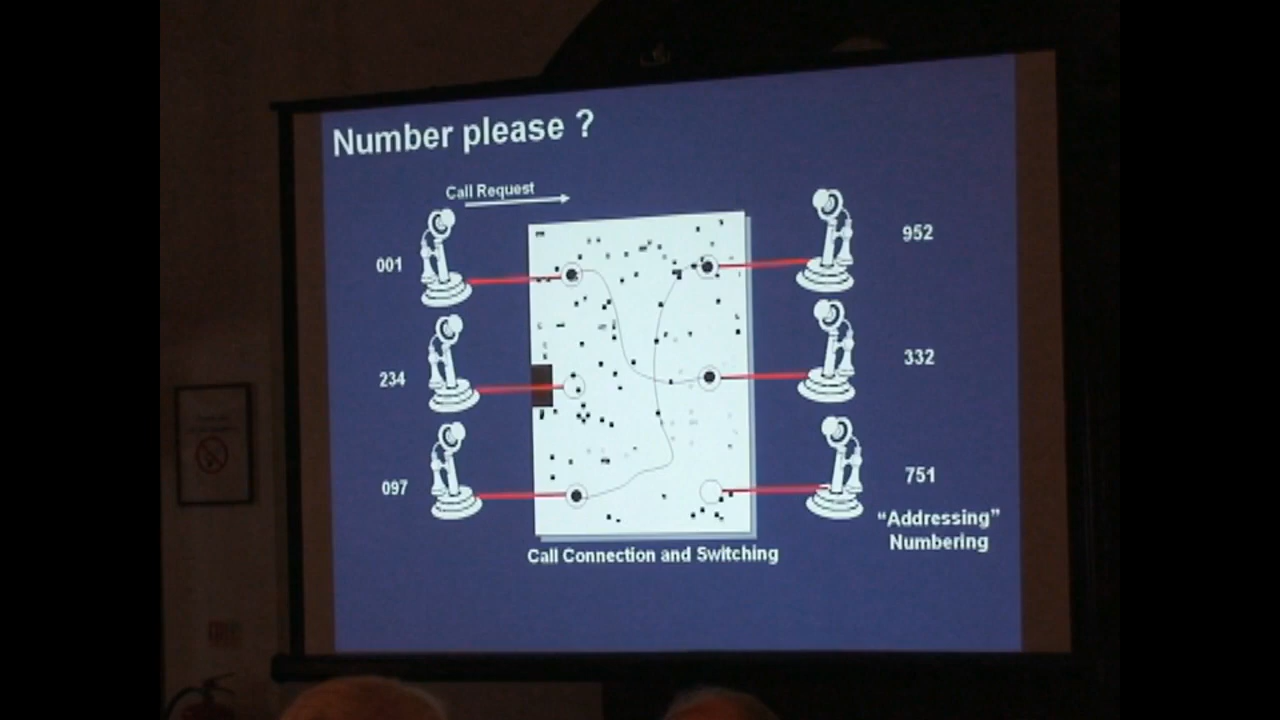 Number please ?
Call Request
001
952
234
332
097
751
"Addressing"
Numbering
Call Connection and Switching